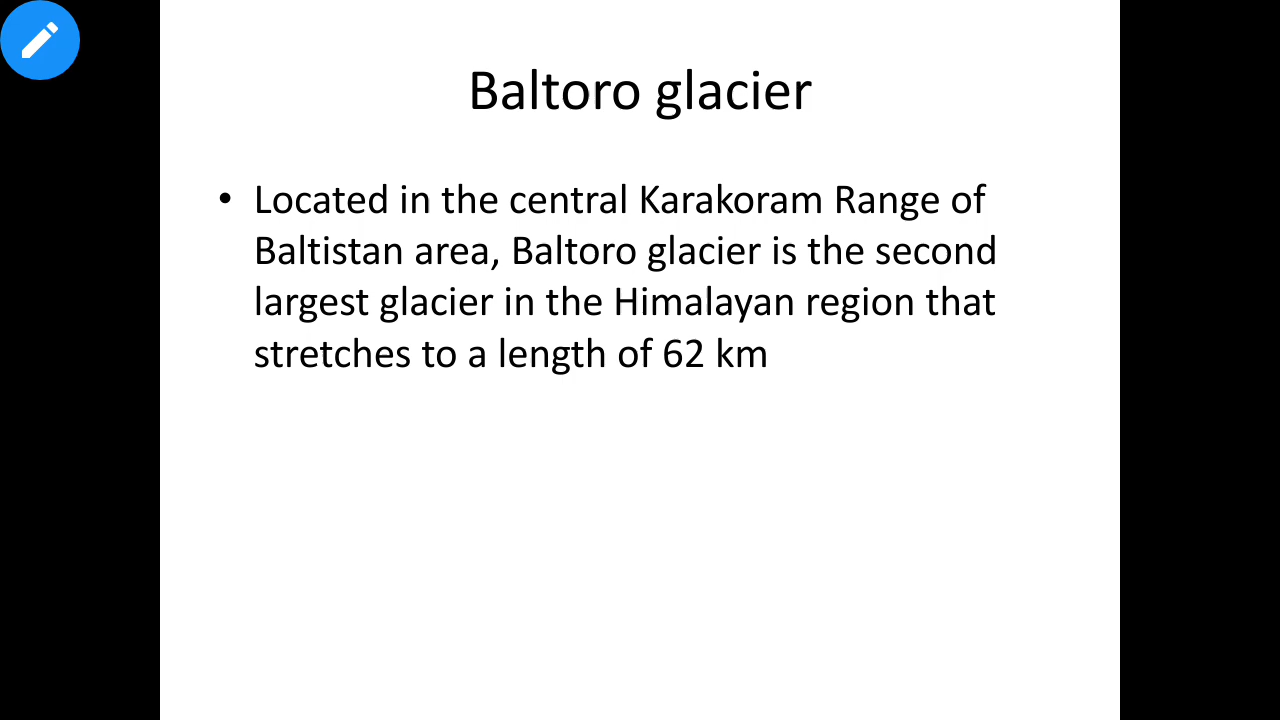 Baltoro glacier
• Located in the central Karakoram Range of
Baltistan area, Baltoro glacier is the second
largest glacier in the Himalayan region that
stretches to a length of 62 km